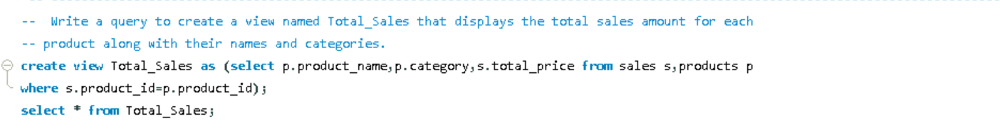 --  Write a query to create a view named Total_Sales that displays the total sales amount for each
-- product along with their names and categories.
create view Total_Sales as (select p.product_name,p.category,s.total_price from sales s,products p
where s.product_id=p.product_id);
select * from Total_Sales;